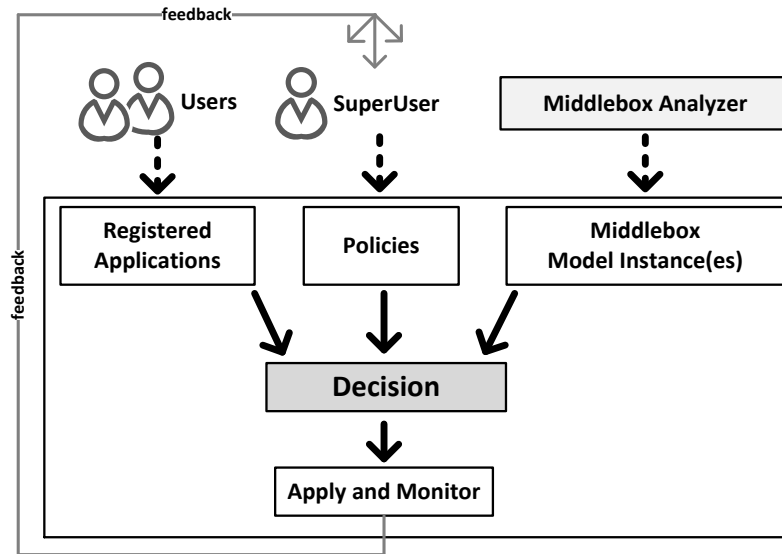 feedback
Users
SuperUser
Middlebox Analyzer
Registered
Applications
Policies
Middlebox
Model Instance(es)
feedback
Decision
Apply and Monitor